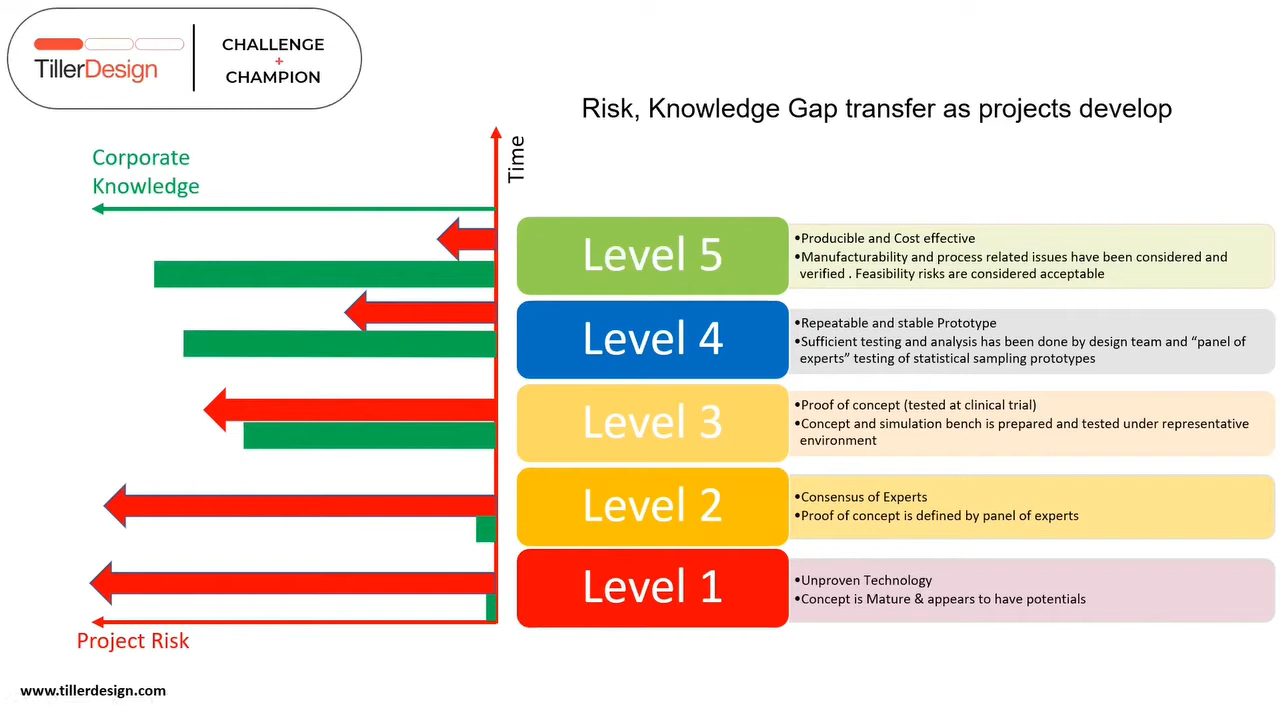 TillerDesign
CHALLENGE
+
CHAMPION
Risk, Knowledge Gap transfer as projects develop
Corporate
Knowledge
Time
Level 5
•Producible and Cost effective
•Manufacturability and process related issues have been considered and
verified . Feasibility risks are considered acceptable
Level 4
•Repeatable and stable Prototype
•Sufficient testing and analysis has been done by design team and “panel of
experts” testing of statistical sampling prototypes
Level 3
•Proof of concept (tested at clinical trial)
•Concept and simulation bench is prepared and tested under representative
environment
Level 2
•Consensus of Experts
•Proof of concept is defined by panel of experts
Level 1
•Unproven Technology
•Concept is Mature & appears to have potentials
Project Risk
www.tillerdesign.com